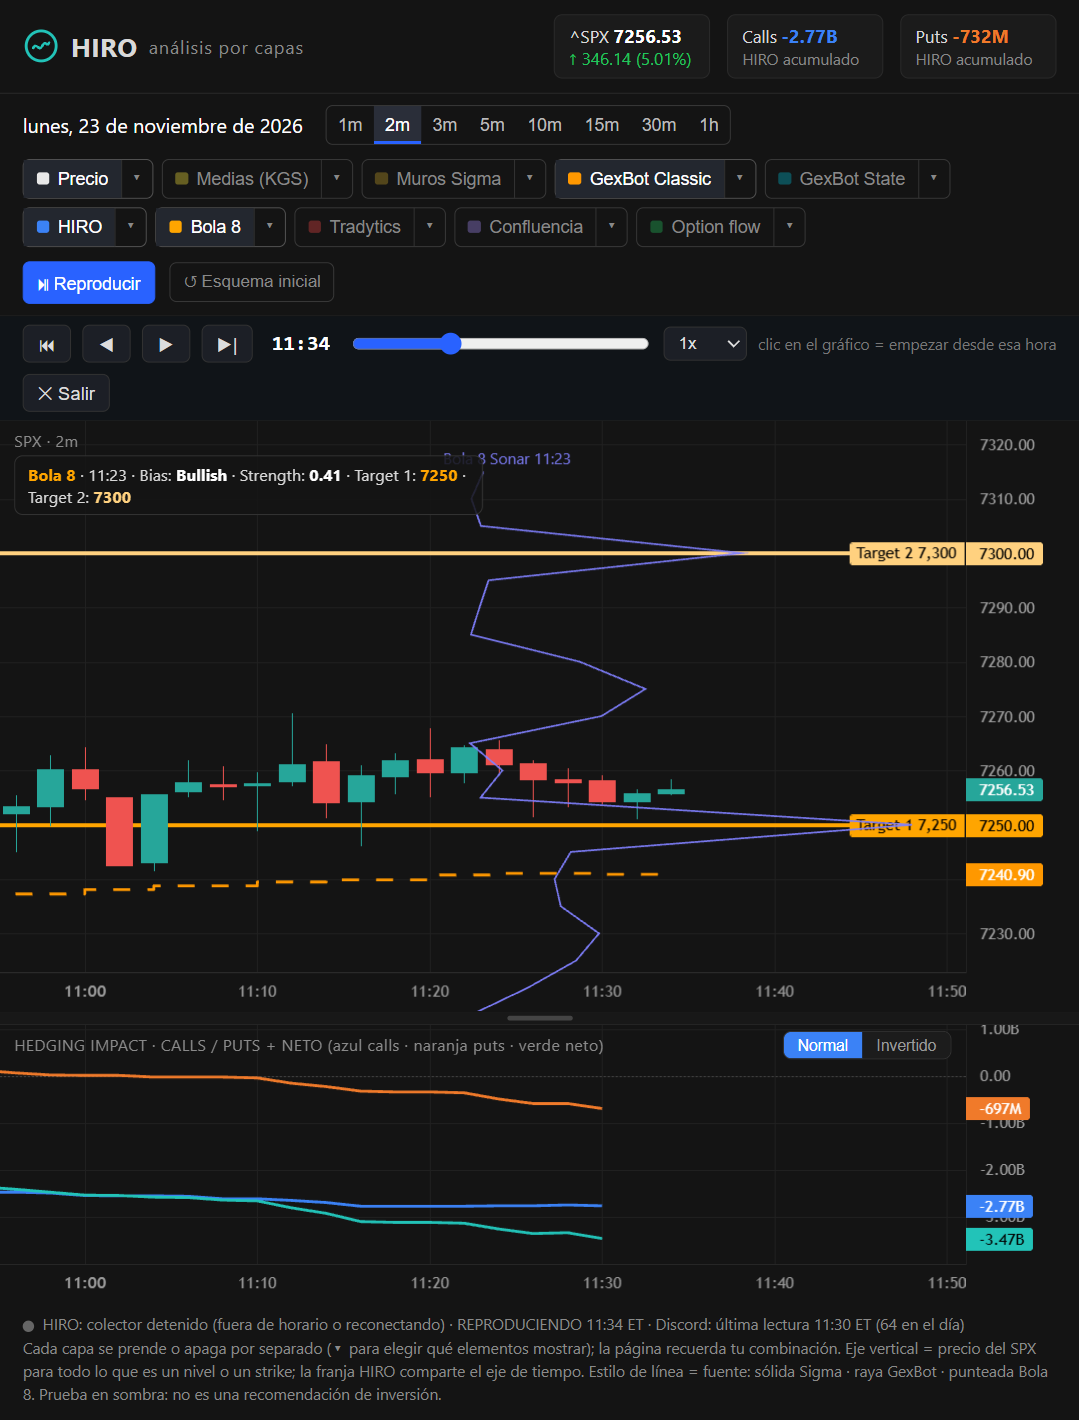 HIRO análisis por capas
^SPX 7256.53
↑ 346.14 (5.01%)
Calls -2.77B
HIRO acumulado
Puts -732M
HIRO acumulado
lunes, 23 de noviembre de 2026
1m 2m 3m 5m 10m 15m 30m 1h
Precio ▾ Medias (KGS) ▾ Muros Sigma ▾ GexBot Classic ▾ GexBot State ▾
HIRO ▾ Bola 8 ▾ Tradytics ▾ Confluencia ▾ Option flow ▾
⏯ Reproducir ↺ Esquema inicial
⏮ ◀ ▶ ▶| 11:34 1x clic en el gráfico = empezar desde esa hora
✕ Salir
SPX · 2m
Bola 8 Sonar 11:23
Bola 8 · 11:23 · Bias: Bullish · Strength: 0.41 · Target 1: 7250 ·
Target 2: 7300
7320.00
7310.00
Target 2 7,300 7300.00
7290.00
7280.00
7270.00
7260.00
7256.53
Target 1 7,250 7250.00
7240.90
7230.00
11:00 11:10 11:20 11:30 11:40 11:50
HEDGING IMPACT · CALLS / PUTS + NETO (azul calls · naranja puts · verde neto)
Normal Invertido
1.00B
0.00
-697M
-1.00B
-2.00B
-2.77B
-3.00B
-3.47B
11:00 11:10 11:20 11:30 11:40 11:50
HIRO: colector detenido (fuera de horario o reconectando) · REPRODUCIENDO 11:34 ET · Discord: última lectura 11:30 ET (64 en el día)
Cada capa se prende o apaga por separado (▾ para elegir qué elementos mostrar); la página recuerda tu combinación. Eje vertical = precio del SPX
para todo lo que es un nivel o un strike; la franja HIRO comparte el eje de tiempo. Estilo de línea = fuente: sólida Sigma · raya GexBot · punteada Bola
8. Prueba en sombra: no es una recomendación de inversión.